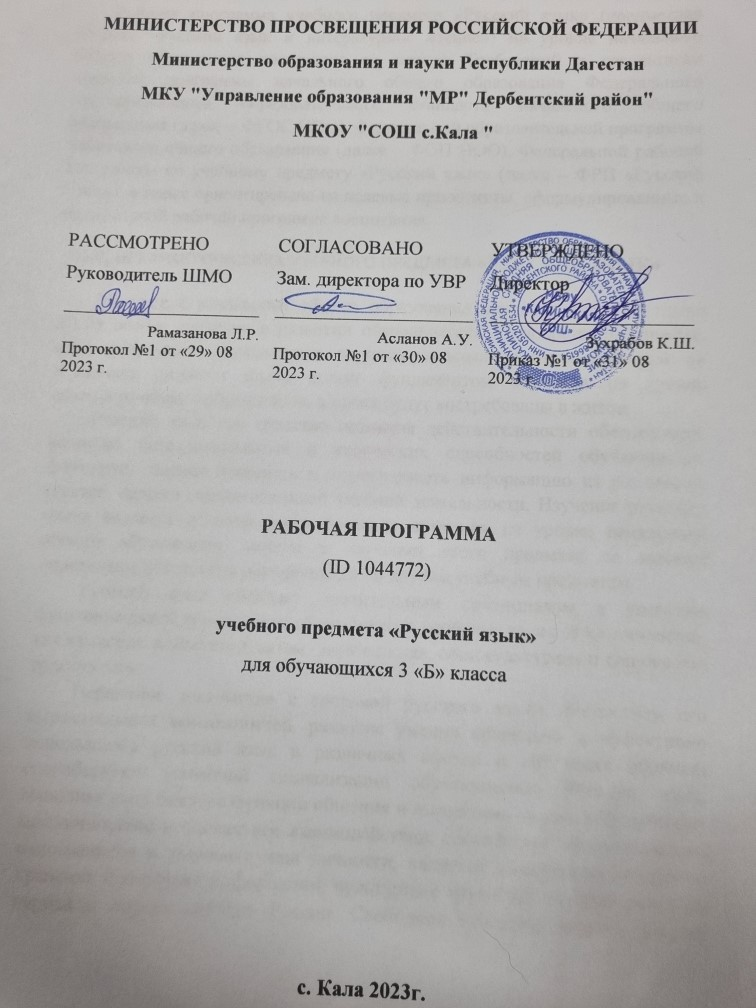 МИНИСТЕРСТВО ПРОСВЕЩЕНИЯ РОССИЙСКОЙ ФЕДЕРАЦИИ
Министерство образования и науки Республики Дагестан
МКУ "Управление образования "МР" Дербентский район"
МКОУ "СОШ с.Кала "
РАССМОТРЕНО
Руководитель ШМО
Рамазанова Л.Р.
Протокол №1 от «29» 08
2023 г.
СОГЛАСОВАНО
Зам. директора по УВР
Асланов А.У.
Протокол №1 от «30» 08
2023 г.
УТВЕРЖДЕНО
Директор
Зухрабов К.Ш.
Приказ №1 от «31» 08
2023 г.
СОШ»
РАБОЧАЯ ПРОГРАММА
(ID 1044772)
учебного предмета «Русский язык»
для обучающихся 3 «Б» класса
с. Кала 2023г.